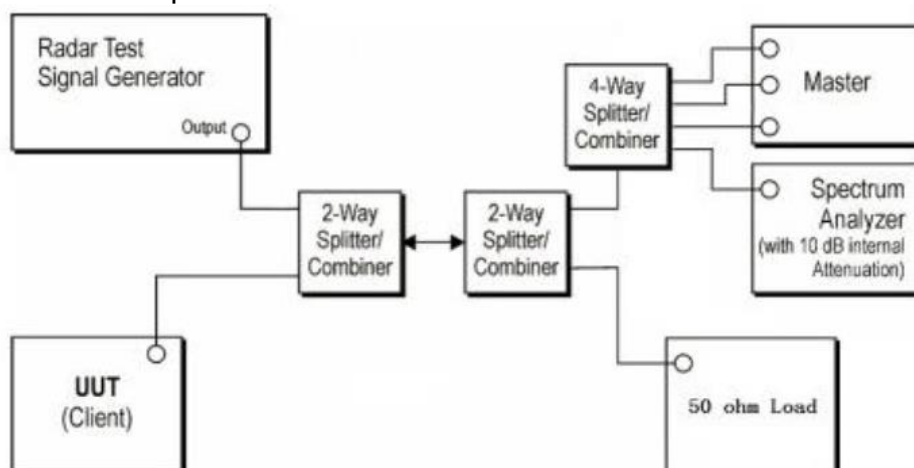 Radar Test
Signal Generator
Output
4-Way
Splitter/
Combiner
Master
Spectrum
Analyzer
(with 10 dB internal
Attenuation)
2-Way
Splitter/
Combiner
2-Way
Splitter/
Combiner
UUT
(Client)
50 ohm Load